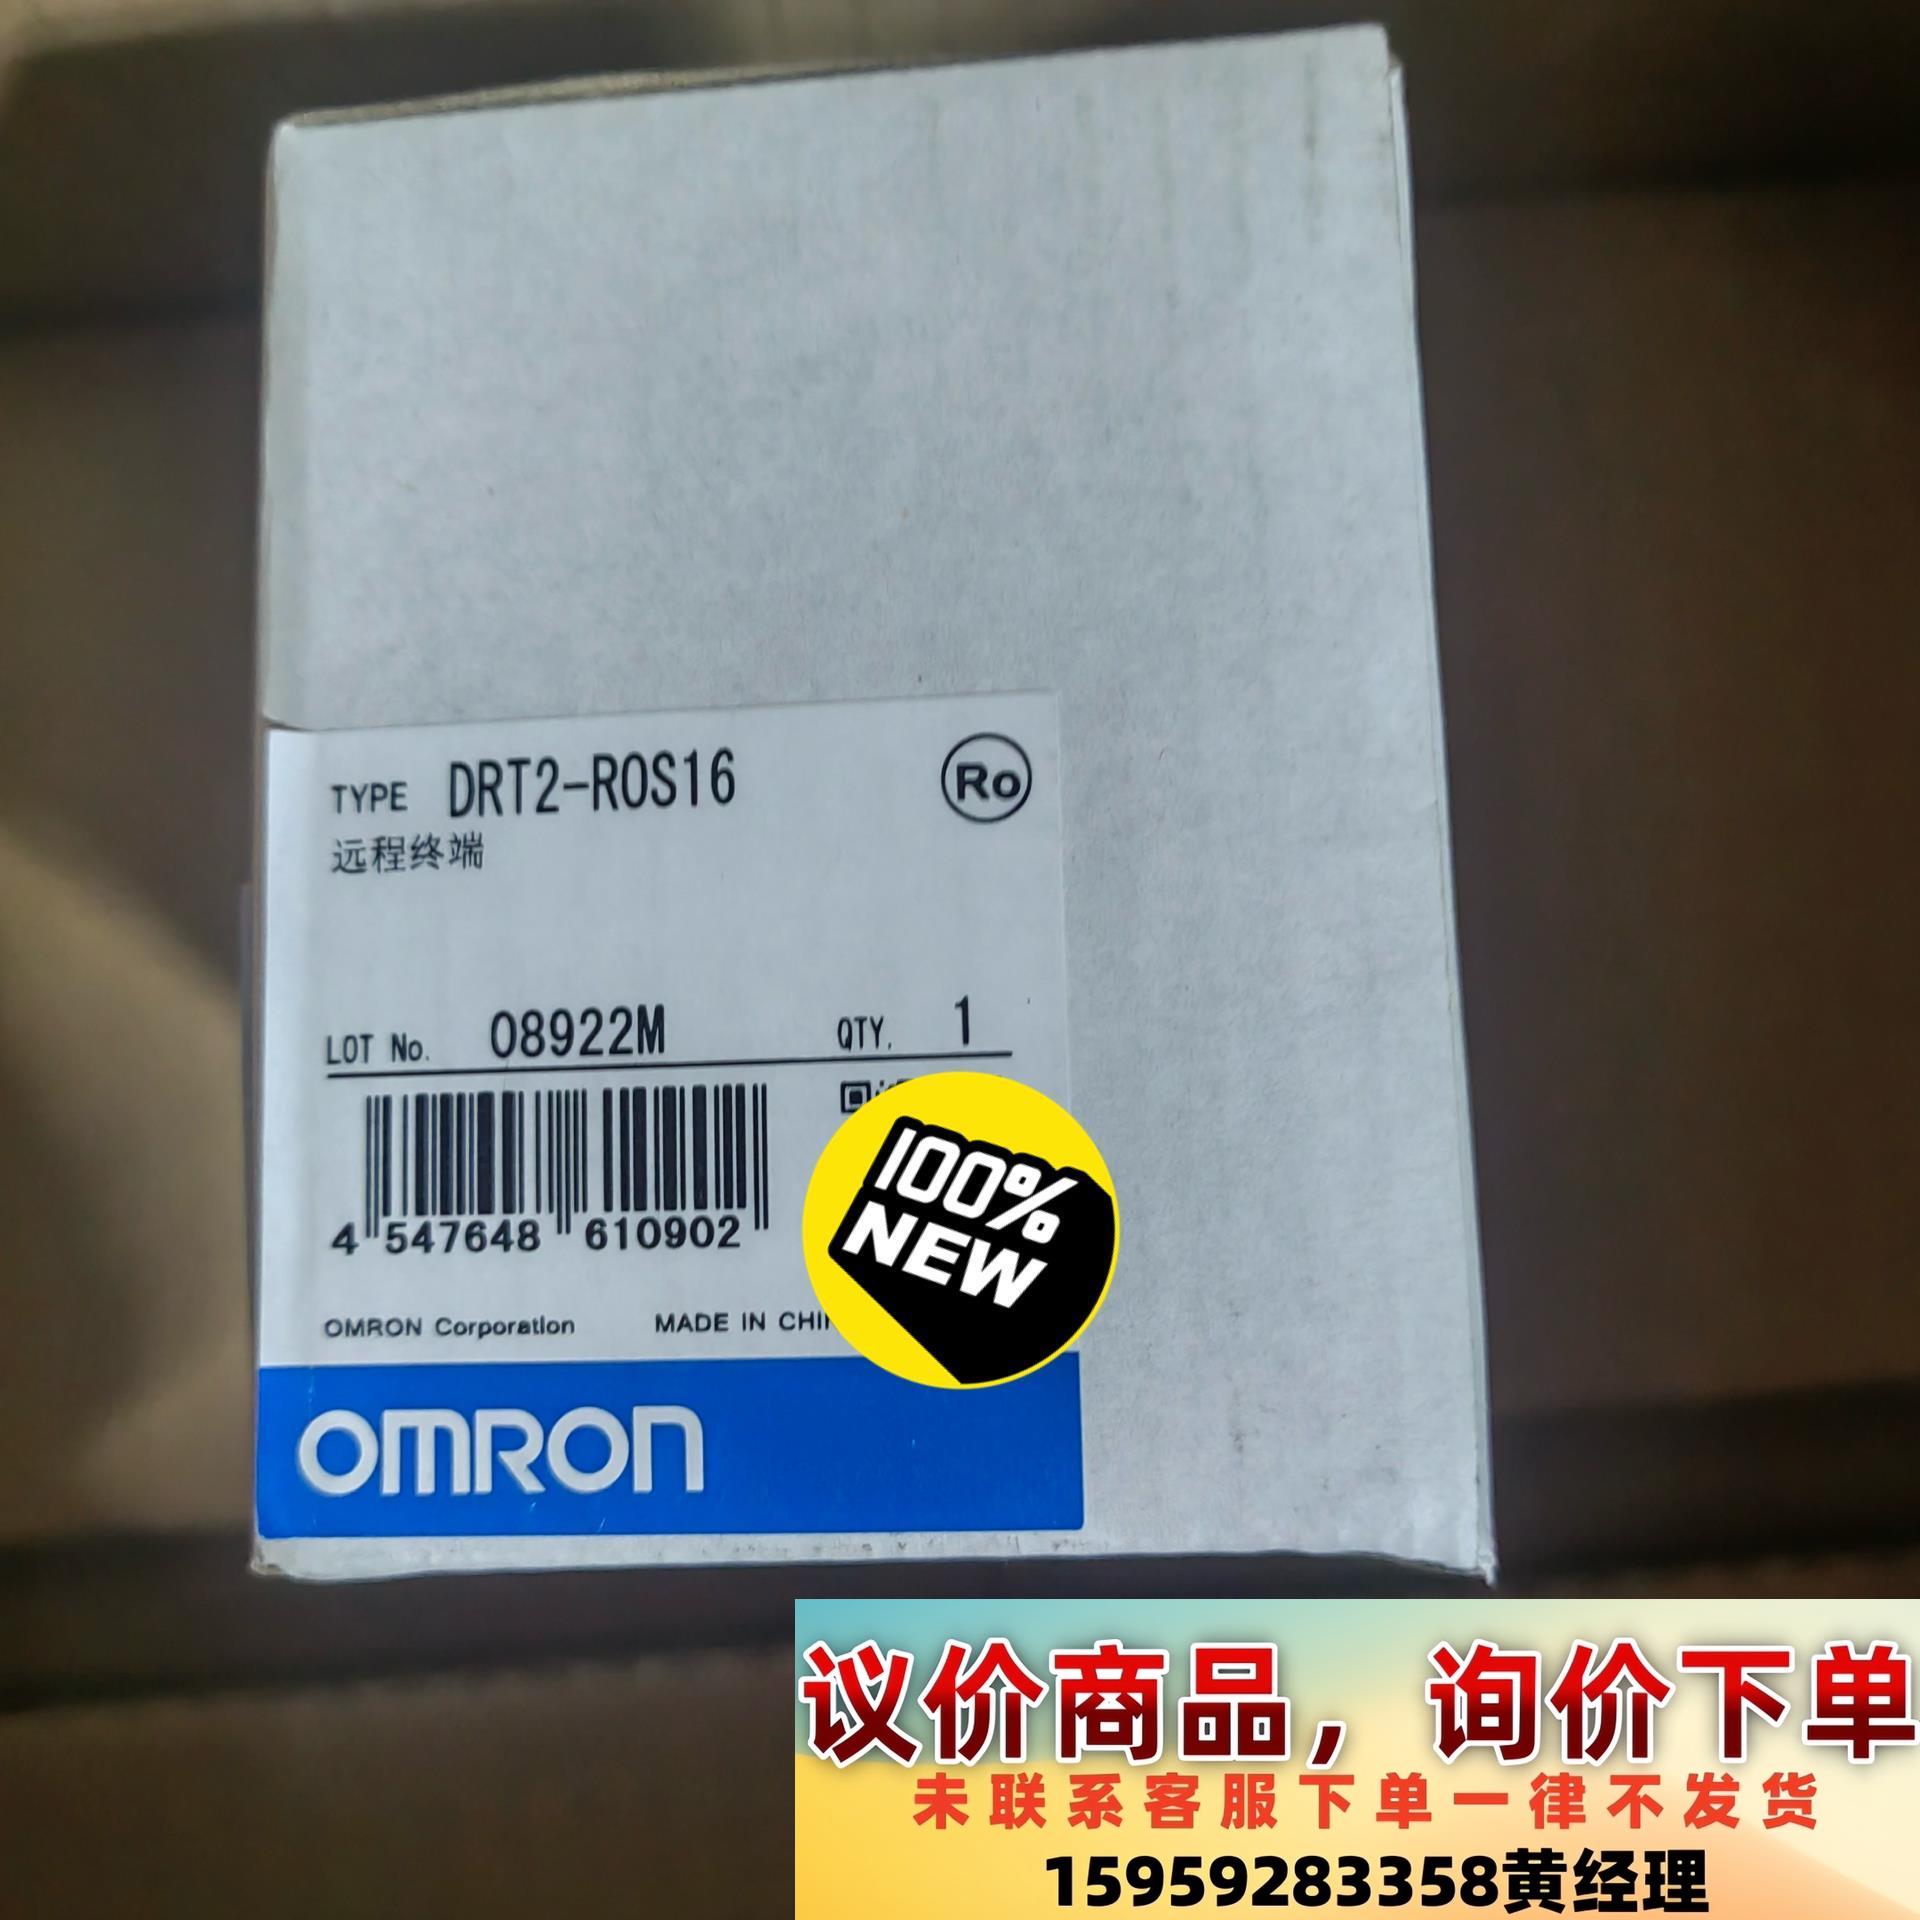 TYPE DRT2-ROS16
Ro
远程终端
LOT No. 08922M QTY. 1
4 547648 610902
100%
NEW
OMRON Corporation MADE IN CHI
OMRON
议价商品，询价下单
未联系客服下单一律不发货
15959283358黄经理